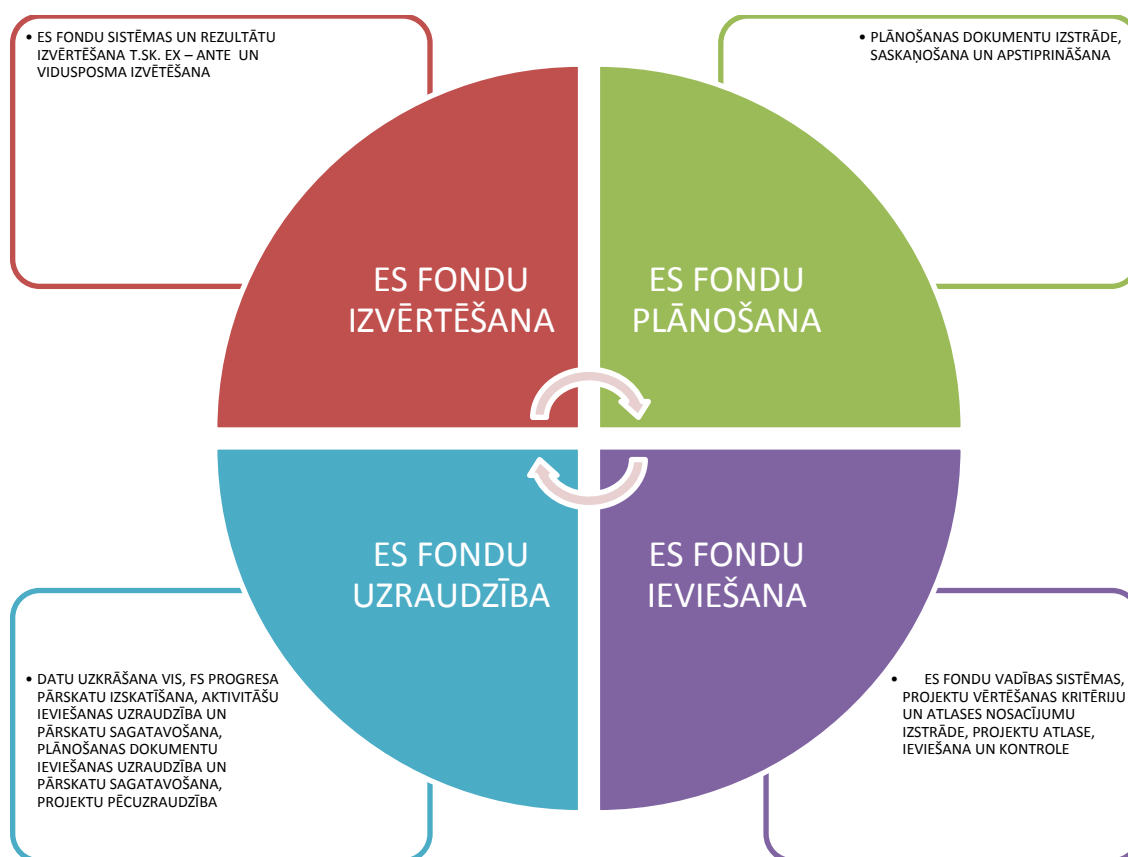 • ES FONDU SISTĒMAS UN REZULTĀTU
IZVĒRTĒŠANA T.SK. EX – ANTE UN
VIDUSPOSMA IZVĒTĒŠANA
• PLĀNOŠANAS DOKUMENTU IZSTRĀDE,
SASKAŅOŠANA UN APSTIPRINĀŠANA
ES FONDU
IZVĒRTĒŠANA
ES FONDU
PLĀNOŠANA
ES FONDU
UZRAUDZĪBA
ES FONDU
IEVIEŠANA
• DATU UZKRĀŠANA VIS, FS PROGRESA
PĀRSKATU IZSKATĪŠANA, AKTIVITĀŠU
IEVIEŠANAS UZRAUDZĪBA UN
PĀRSKATU SAGATAVOŠANA,
PLĀNOŠANAS DOKUMENTU
IEVIEŠANAS UZRAUDZĪBA UN
PĀRSKATU SAGATAVOŠANA,
PROJEKTU PĒCUZRAUDZĪBA
• ES FONDU VADĪBAS SISTĒMAS,
PROJEKTU VĒRTĒŠANAS KRITĒRIJU
UN ATLASES NOSACĪJUMU
IZSTRĀDE, PROJEKTU ATLASE,
IEVIEŠANA UN KONTROLE